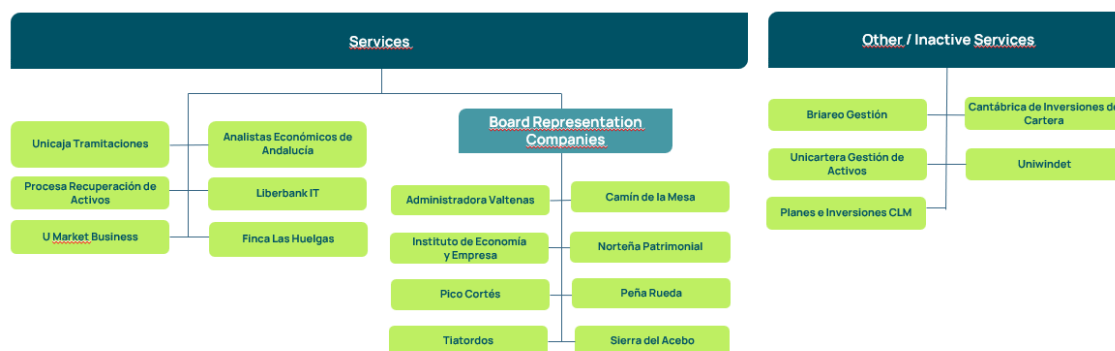 Services
Unicaja Tramitaciones
Analistas Económicos de
Andalucía
Procesa Recuperación de
Activos
Liberbank IT
U Market Business
Finca Las Huelgas
Board Representation
Companies
Administradora Valtenas
Camín de la Mesa
Instituto de Economía
y Empresa
Norteña Patrimonial
Pico Cortés
Peña Rueda
Tiatordos
Sierra del Acebo
Other / Inactive Services
Briareo Gestión
Cantábrica de Inversiones de
Cartera
Unicartera Gestión de
Activos
Uniwindet
Planes e Inversiones CLM